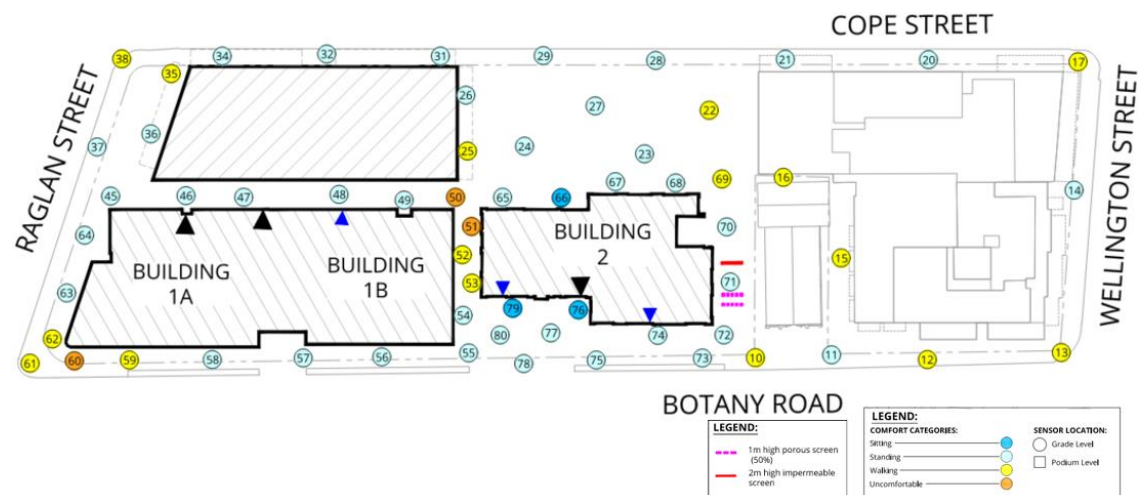 COPE STREET
38
34
32
31
29
28
21
20
17
35
26
27
22
36
25
24
23
37
RAGLAN STREET
WELLINGTON STREET
69
16
14
45
46
47
48
49
50
65
66
67
68
51
70
64
BUILDING
1A
BUILDING
1B
BUILDING
2
52
53
71
15
63
54
79
76
62
80
77
74
72
61
60
59
58
57
56
55
78
75
73
10
11
12
13
BOTANY ROAD
LEGEND:
1m high porous screen
(50%)
2m high impermeable
screen
LEGEND:
COMFORT CATEGORIES:
SENSOR LOCATION:
Sitting
Grade Level
Standing
Walking
Podium Level
Uncomfortable